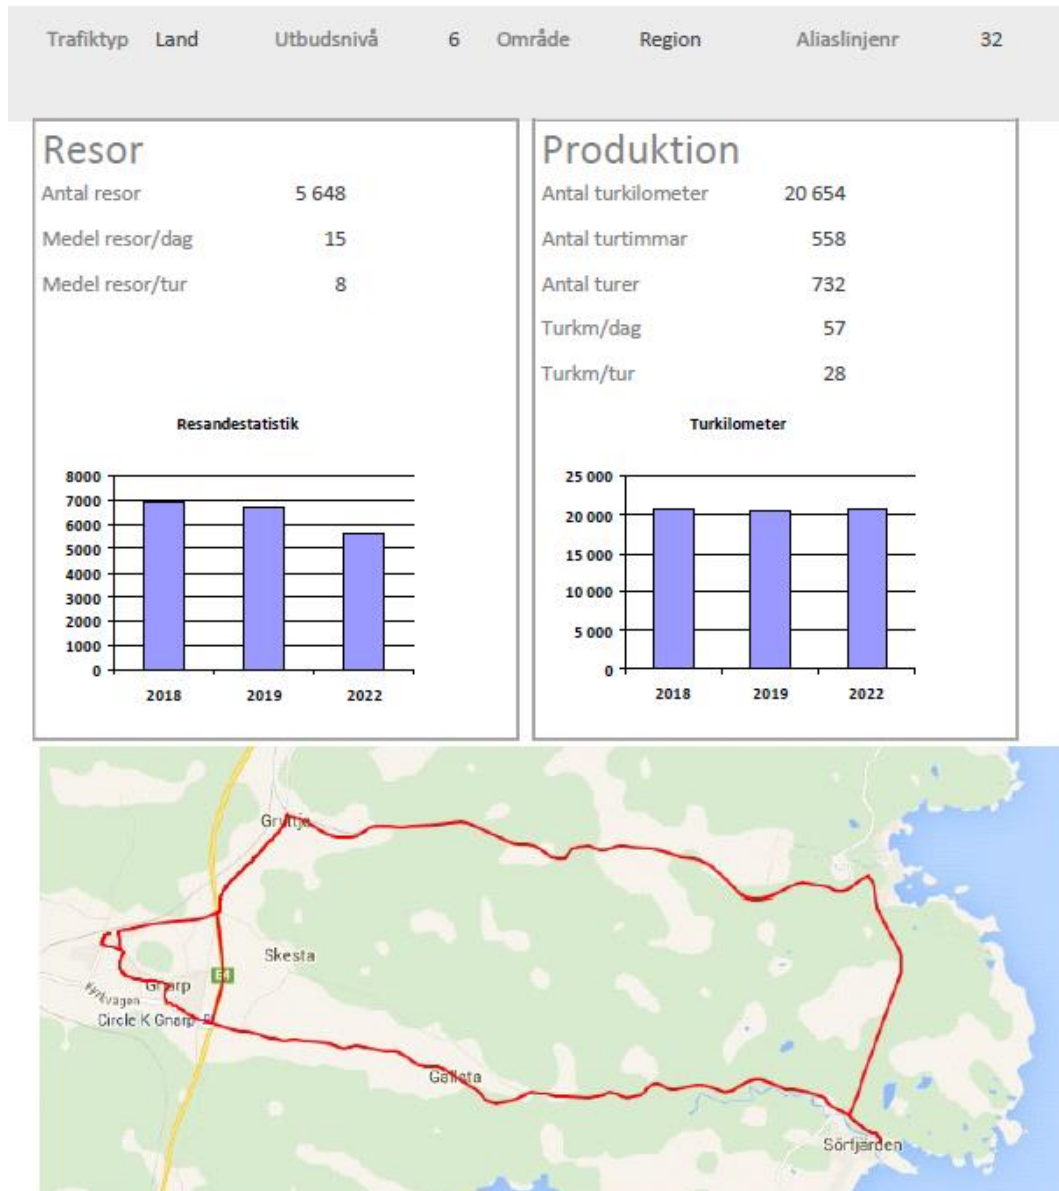 Trafiktyp Land Utbudsnivå 6 Område Region Aliaslinjenr 32
Resor
Antal resor 5 648
Medel resor/dag 15
Medel resor/tur 8
Resandestatistik
8000
7000
6000
5000
4000
3000
2000
1000
0
2018 2019 2022
Produktion
Antal turkilometer 20 654
Antal turtimmar 558
Antal turer 732
Turkm/dag 57
Turkm/tur 28
Turkilometer
25 000
20 000
15 000
10 000
5 000
0
2018 2019 2022
Gryttje
Skesta
E4
Gnarp
Kyrkvägen
Circle K Gnarp
Gällsta
Sörfjärden